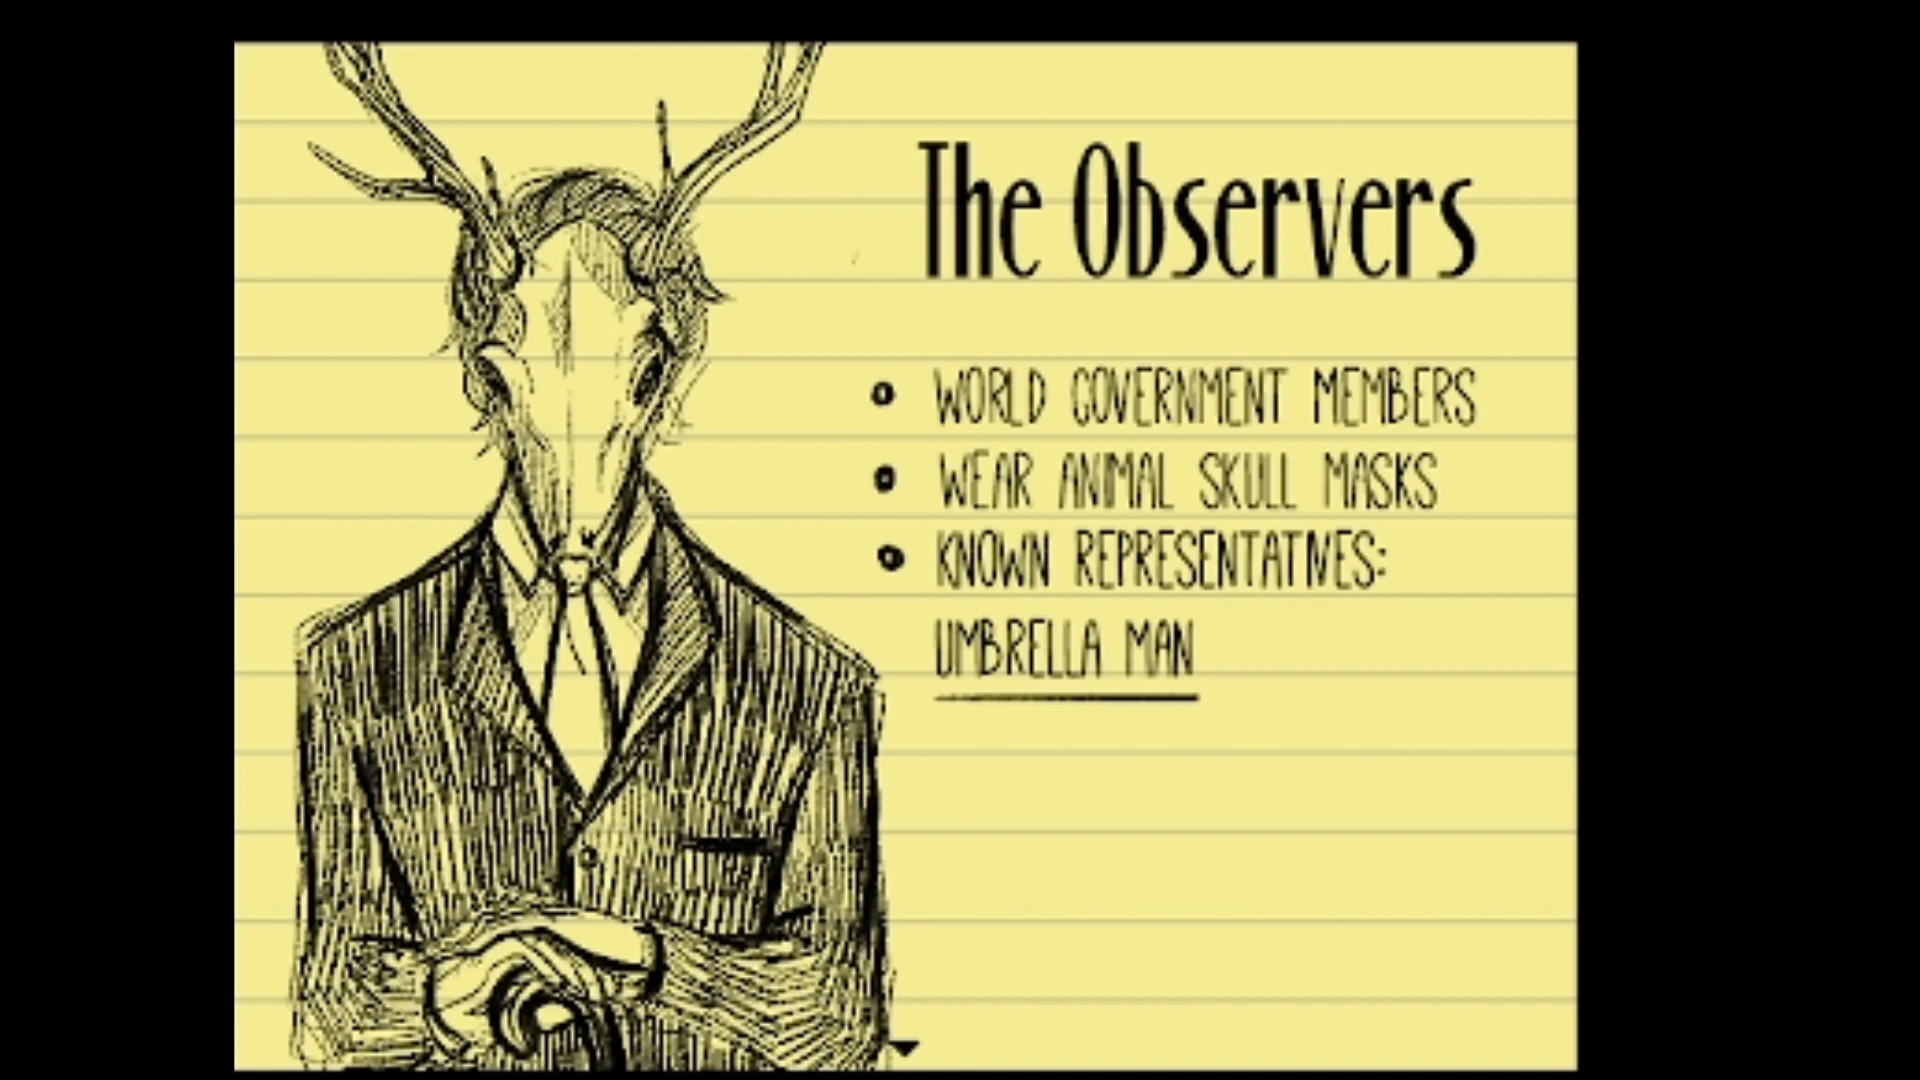 The Observers
WORLD GOVERNMENT MEMBERS
WEAR ANIMAL SKULL MASKS
KNOWN REPRESENTATIVES:
UMBRELLA MAN